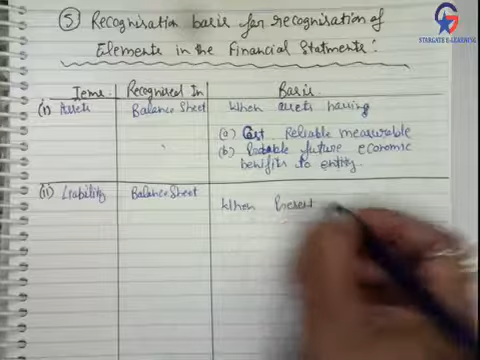 STARGATE E-LEARNING
(5) Recognisation basis for recognisation of
Elements in the Financial Statments:
Items Recognised In Basis
(i) Assets Balance Sheet When assets having
(a) Cost Reliable measurable
(b) Probable future economic
benifits to entity.
(ii) Liability Balance Sheet
When Present